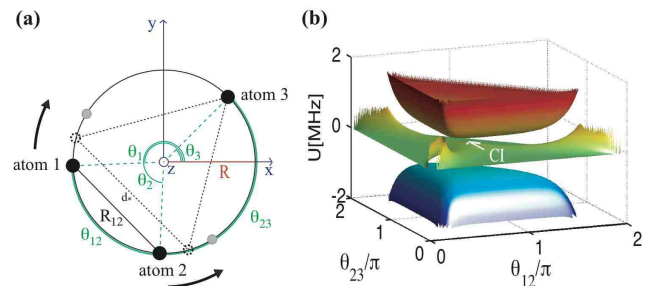 (a)
y
atom 3
θ₁
θ₃
atom 1
z
R
x
θ₂
d*
R₁₂
θ₂₃
θ₁₂
atom 2
(b)
U[MHz]
2
0
-2
CI
2
1
0
θ₂₃/π
0
1
2
θ₁₂/π